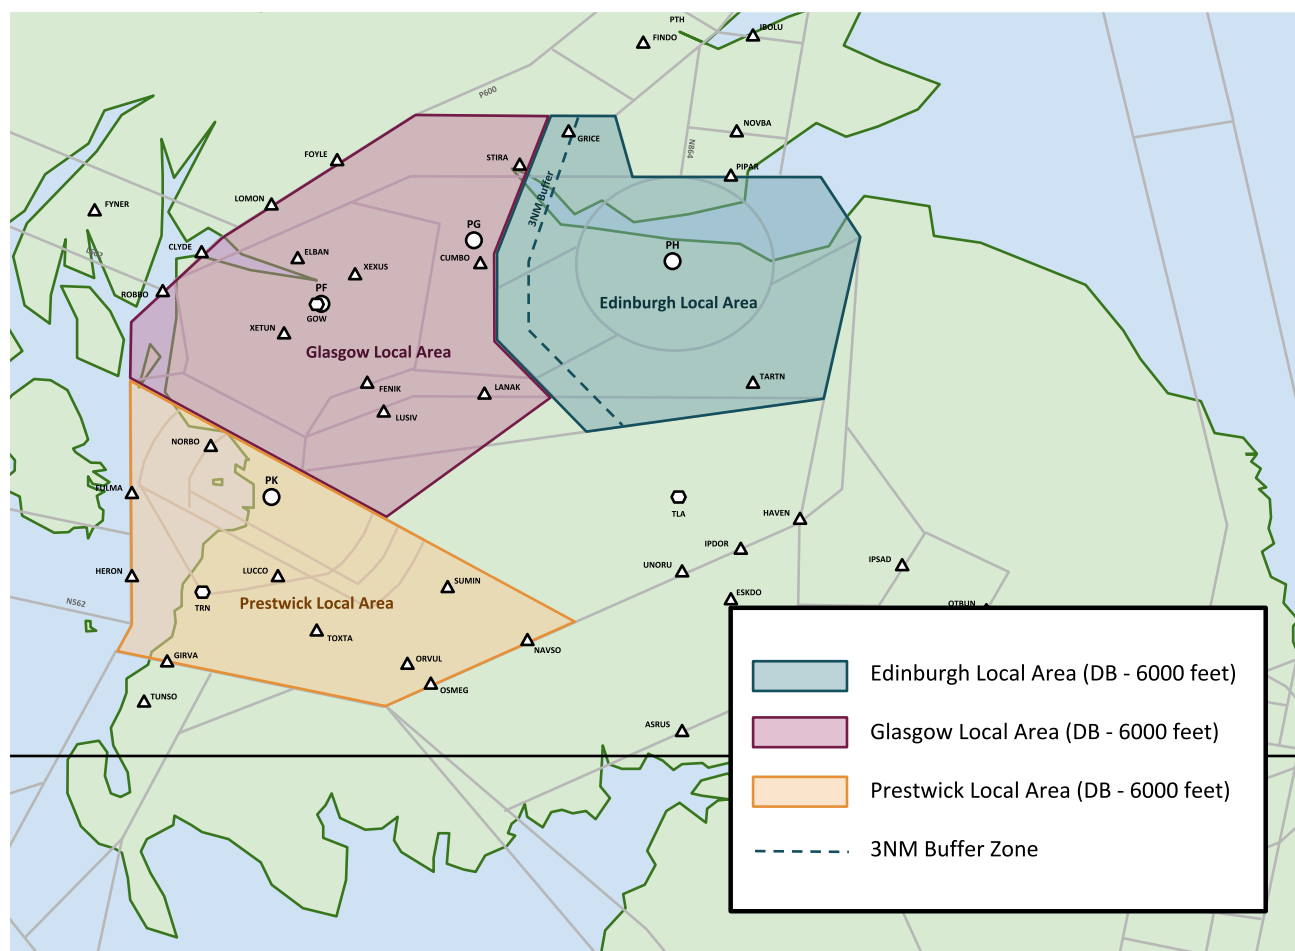 PTH
IBOLU
FINDO
P600
NOVBA
GRICE
N864
FOYLE
STIRA
PIPAR
3NM Buffer
LOMON
FYNER
PG
CLYDE
PH
ELBAN
CUMBO
XEXUS
ROBBO
PF
Edinburgh Local Area
GOW
XETUN
Glasgow Local Area
TARTN
FENIK
LANAK
LUSIV
NORBO
PK
FULMA
TLA
HAVEN
IPDOR
IPSAD
UNORU
HERON
LUCCO
SUMIN
ESKDO
N562
TRN
Prestwick Local Area
OTBUN
TOXTA
NAVSO
GIRVA
ORVUL
OSMEG
TUNSO
ASRUS
Edinburgh Local Area (DB - 6000 feet)
Glasgow Local Area (DB - 6000 feet)
Prestwick Local Area (DB - 6000 feet)
3NM Buffer Zone